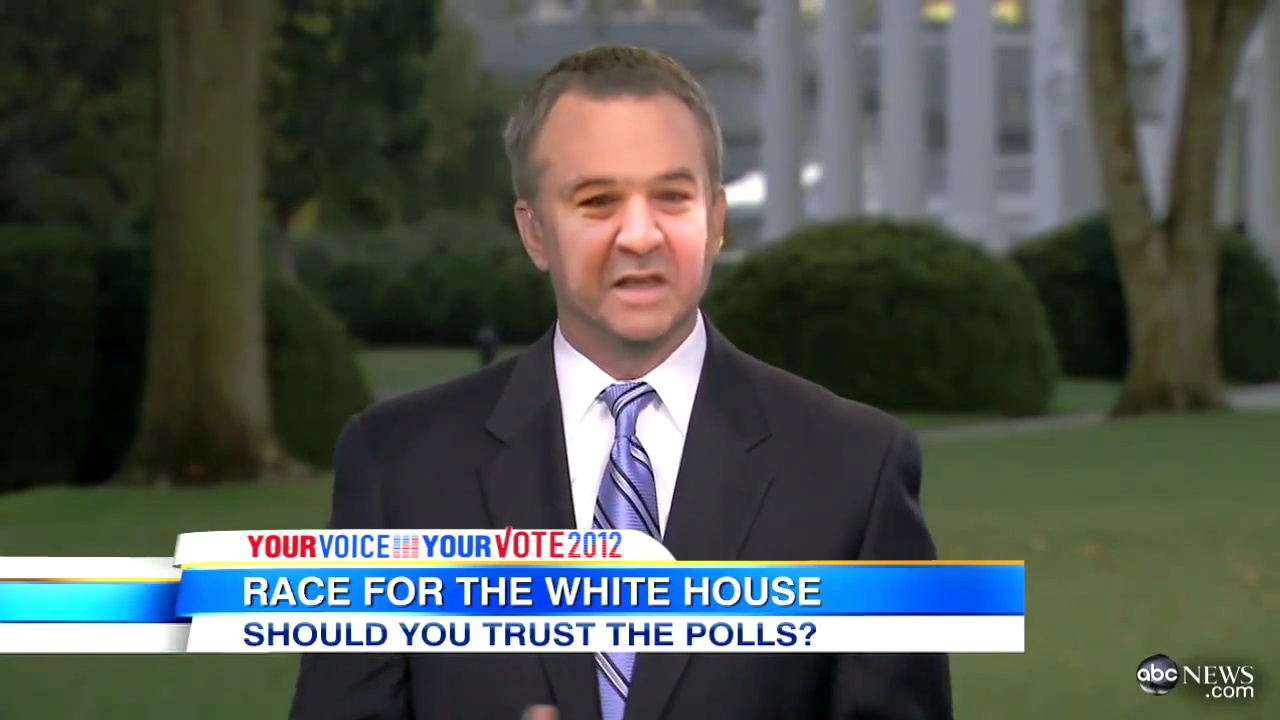 YOUR VOICE YOUR VOTE 2012
RACE FOR THE WHITE HOUSE
SHOULD YOU TRUST THE POLLS?
abc NEWS
.com